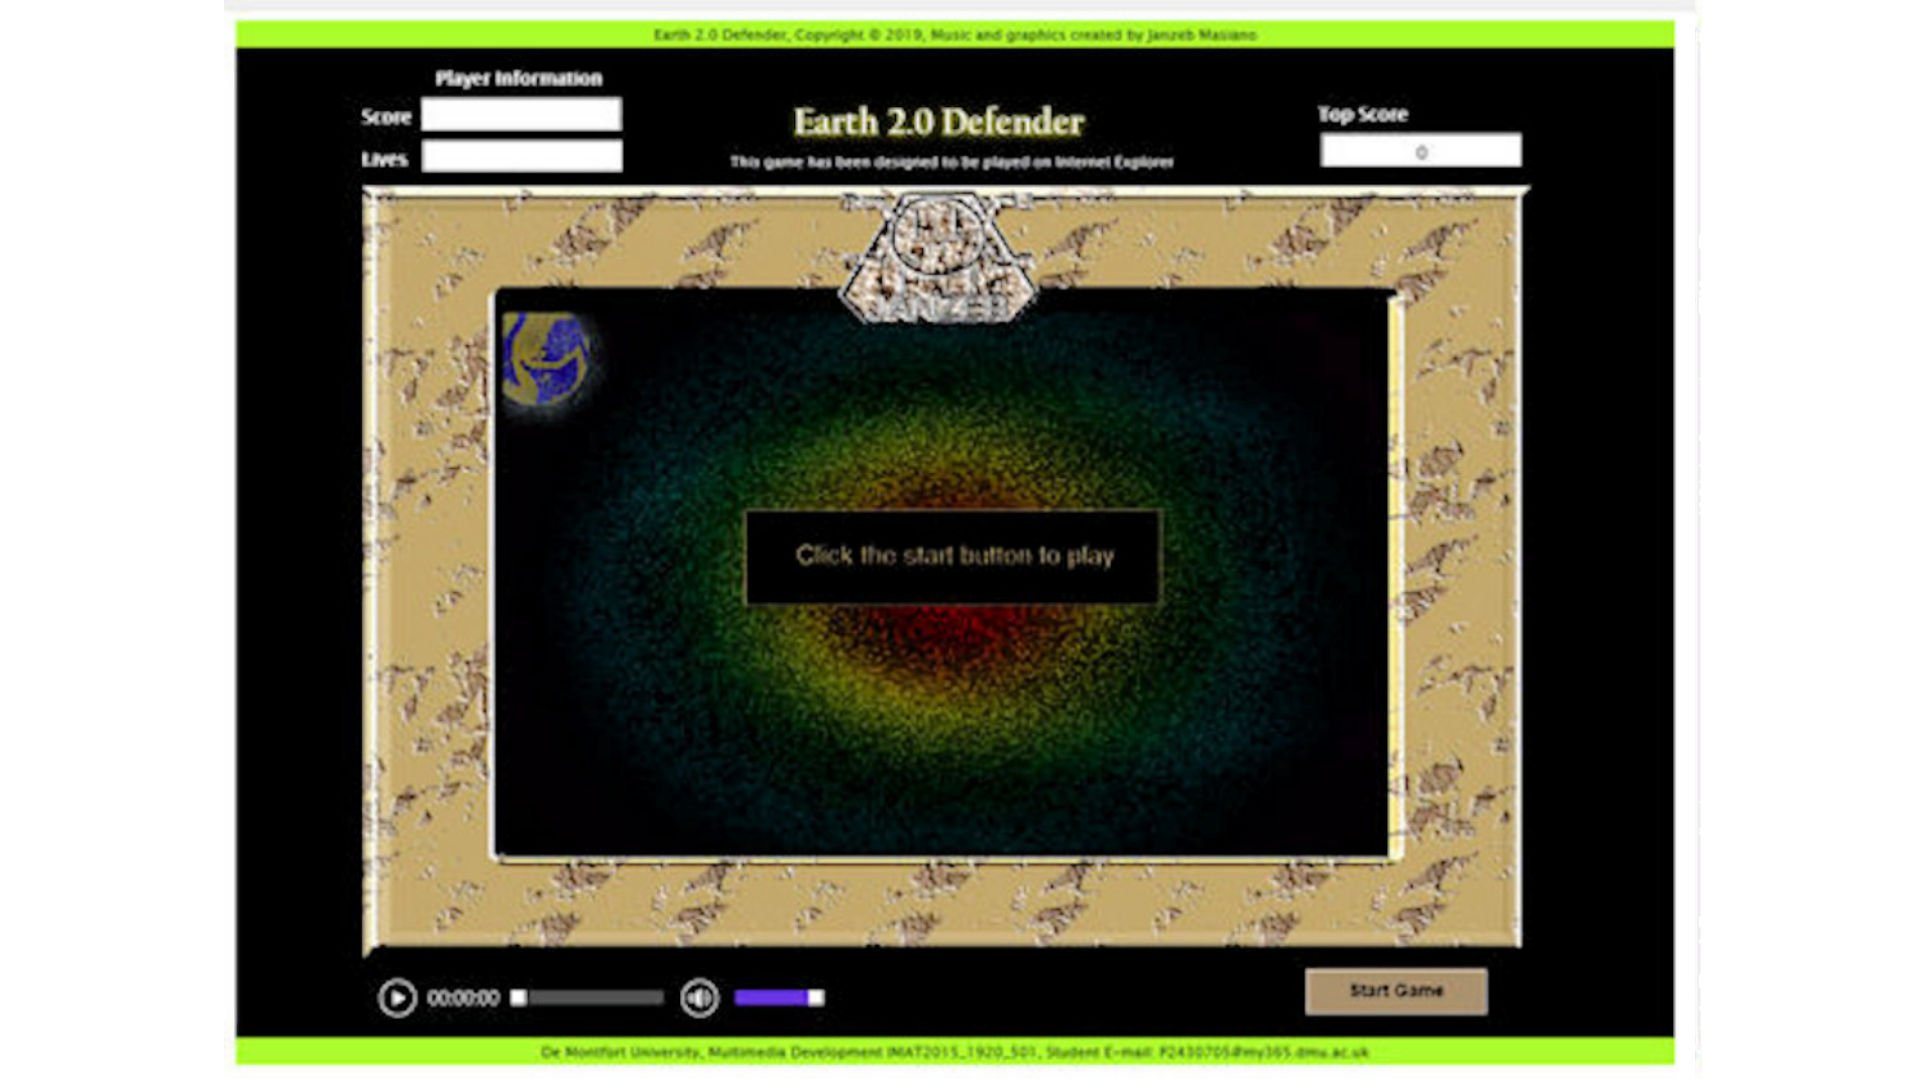 Earth 2.0 Defender, Copyright © 2019, Music and graphics created by Janzeb Masiano
Player Information
Score
Lives
Earth 2.0 Defender
This game has been designed to be played on Internet Explorer
Top Score
0
JANZEB
Click the start button to play
00:00:00
Start Game
De Montfort University, Multimedia Development IMAT2015_1920_501, Student E-mail: P2430705@my365.dmu.ac.uk